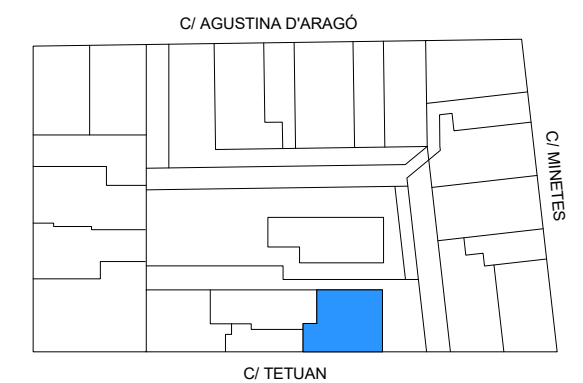 C/ AGUSTINA D'ARAGÓ
C/ MINETES
C/ TETUAN